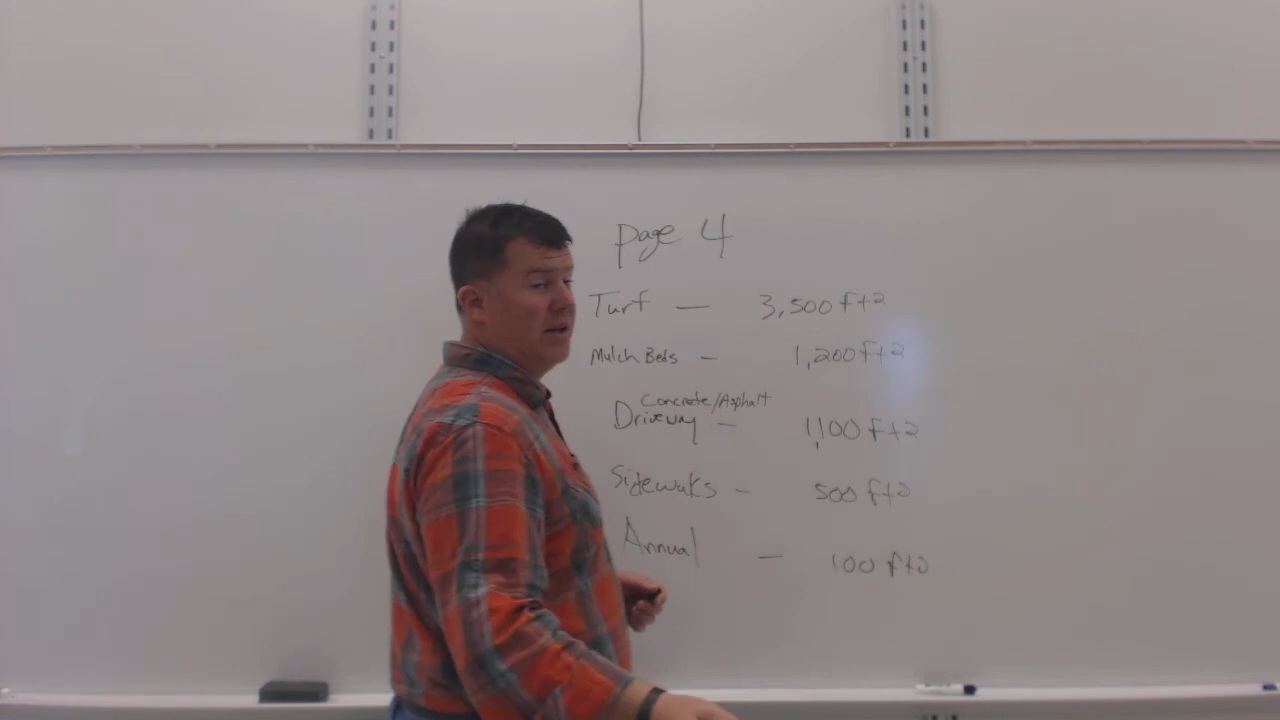 Page 4
Turf — 3,500 ft2
Mulch Beds — 1,200 ft2
Concrete/Asphalt
Driveway — 1,100 ft2
Sidewaks — 500 ft2
Annual — 100 ft2